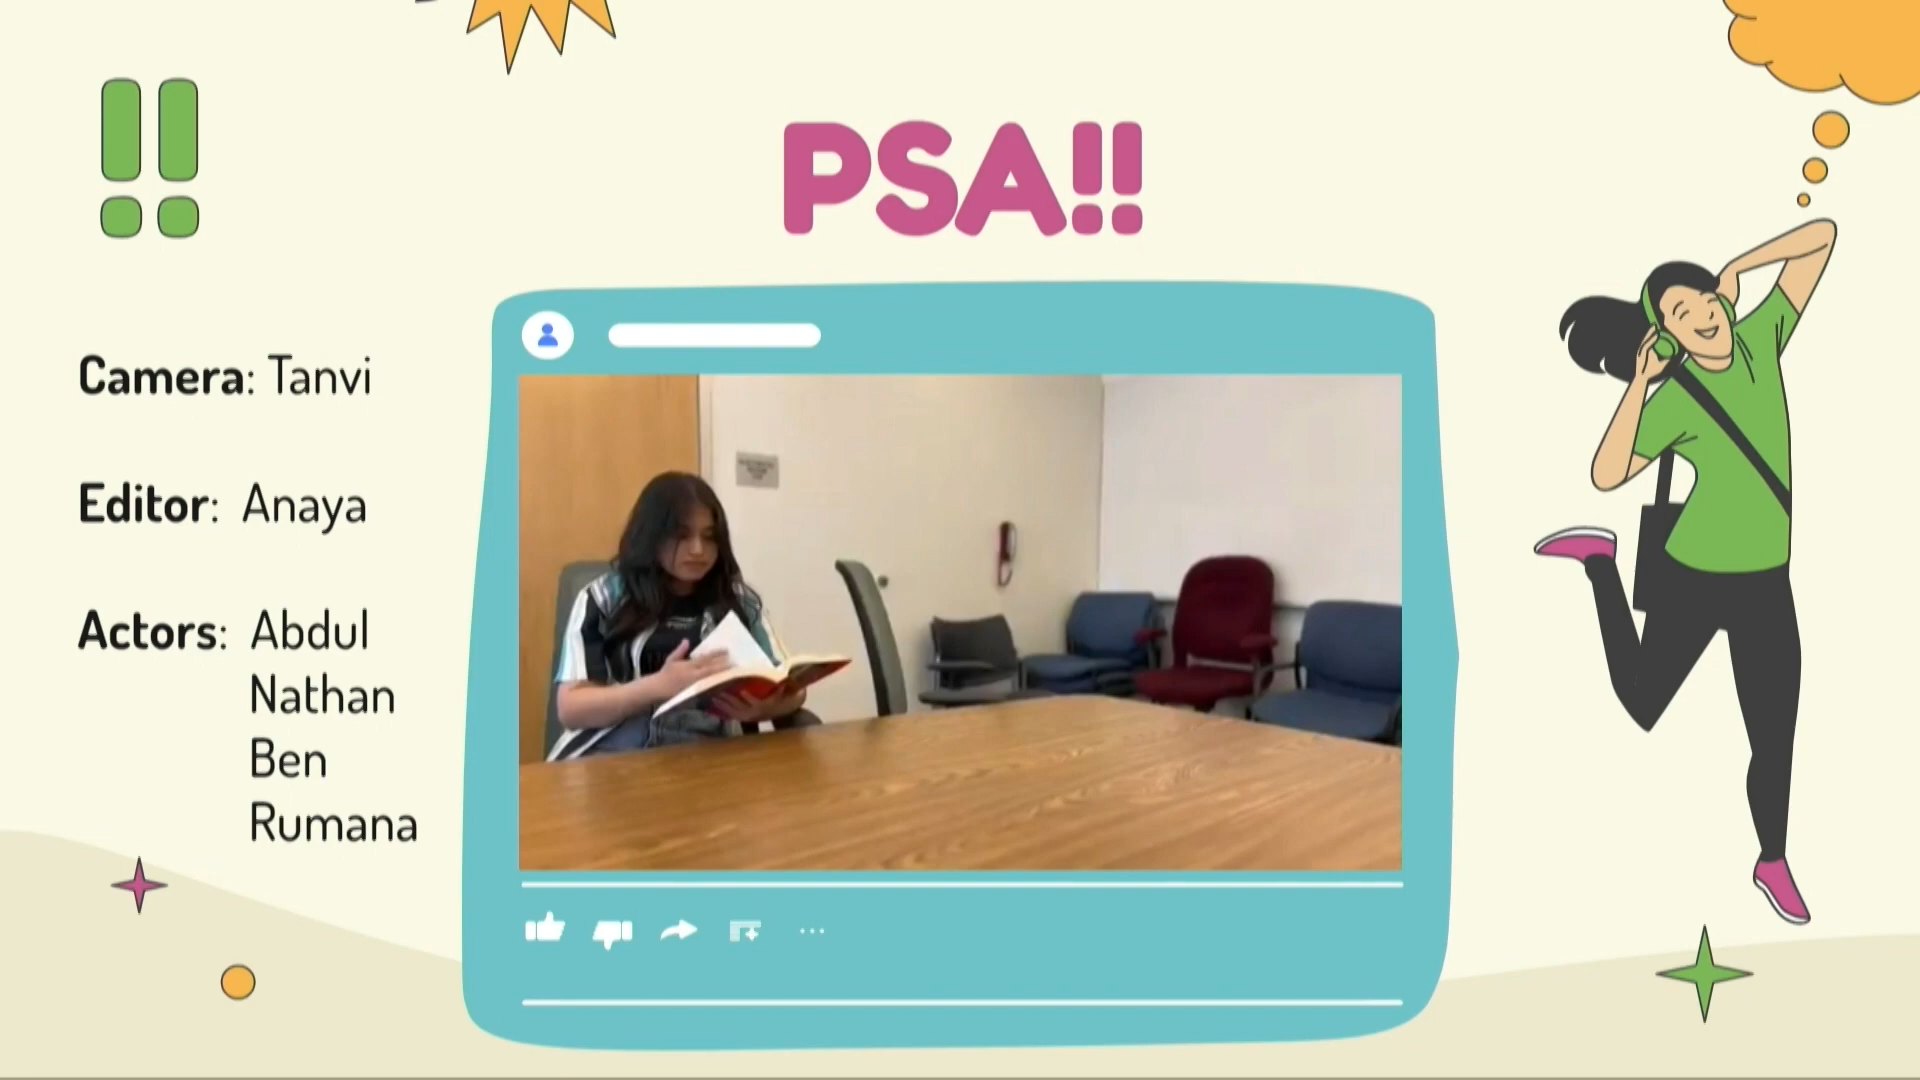 PSA!!
Camera: Tanvi
Editor: Anaya
Actors: Abdul
Nathan
Ben
Rumana